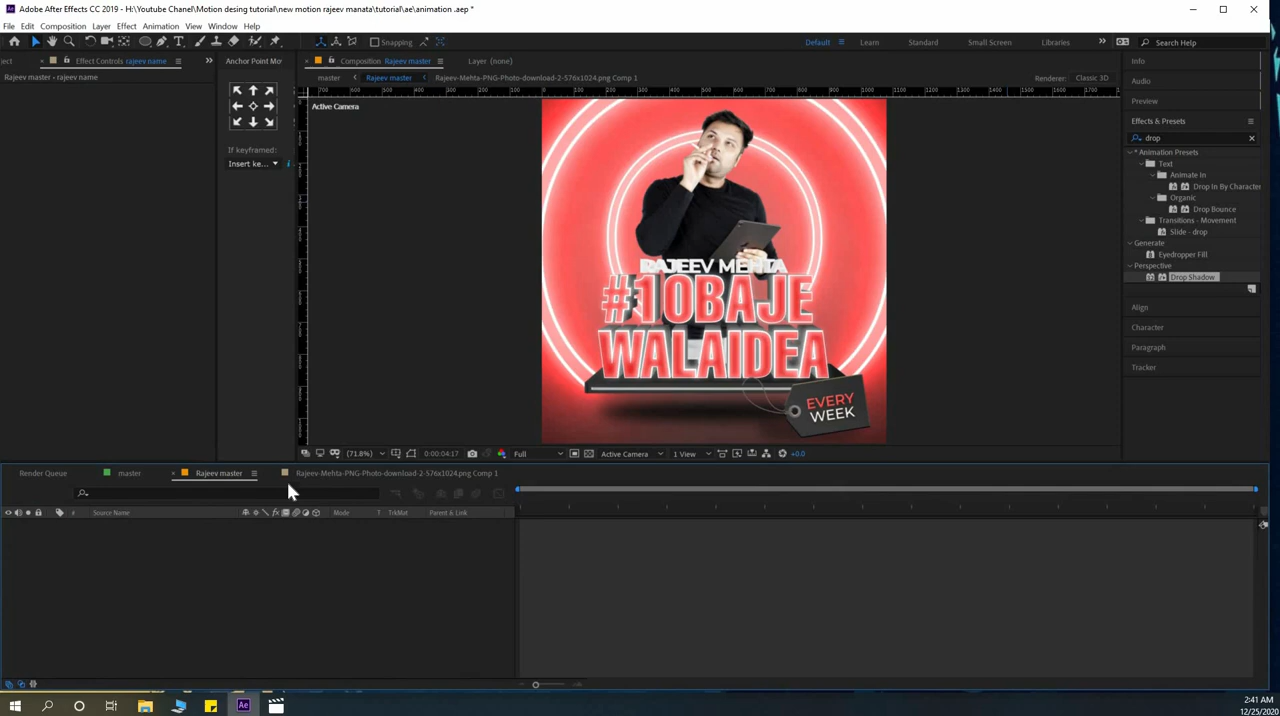 Adobe After Effects CC 2019 - H:\Youtube Chanel\Motion desing tutorial\new motion rajeev manata\tutorial\ae\animation .aep *
File Edit Composition Layer Effect Animation View Window Help
Snapping Default Learn Standard Small Screen Libraries Search Help
ject Effect Controls rajeev name Anchor Point Mo Composition Rajeev master Layer (none) Info
Rajeev master • rajeev name master Rajeev master Rajeev-Mehta-PNG-Photo-download-2-576x1024.png Comp 1 Renderer: Classic 3D
Audio
Preview
Active Camera
Effects & Presets
drop
If keyframed:
Insert ke...
* Animation Presets
Text
Animate In
Drop In By Character
Organic
Drop Bounce
Transitions - Movement
Slide - drop
Generate
Eyedropper Fill
Perspective
Drop Shadow
Align
Character
Paragraph
Tracker
RAJEEV MEHTA
#10BAJE
WALAIDEA
EVERY
WEEK
(71.8%) 0:00:04:17 Full Active Camera 1 View +0.0
Render Queue master Rajeev master Rajeev-Mehta-PNG-Photo-download-2-576x1024.png Comp 1
# Source Name Mode T TrkMat Parent & Link
Ae
2:41 AM
12/25/2020